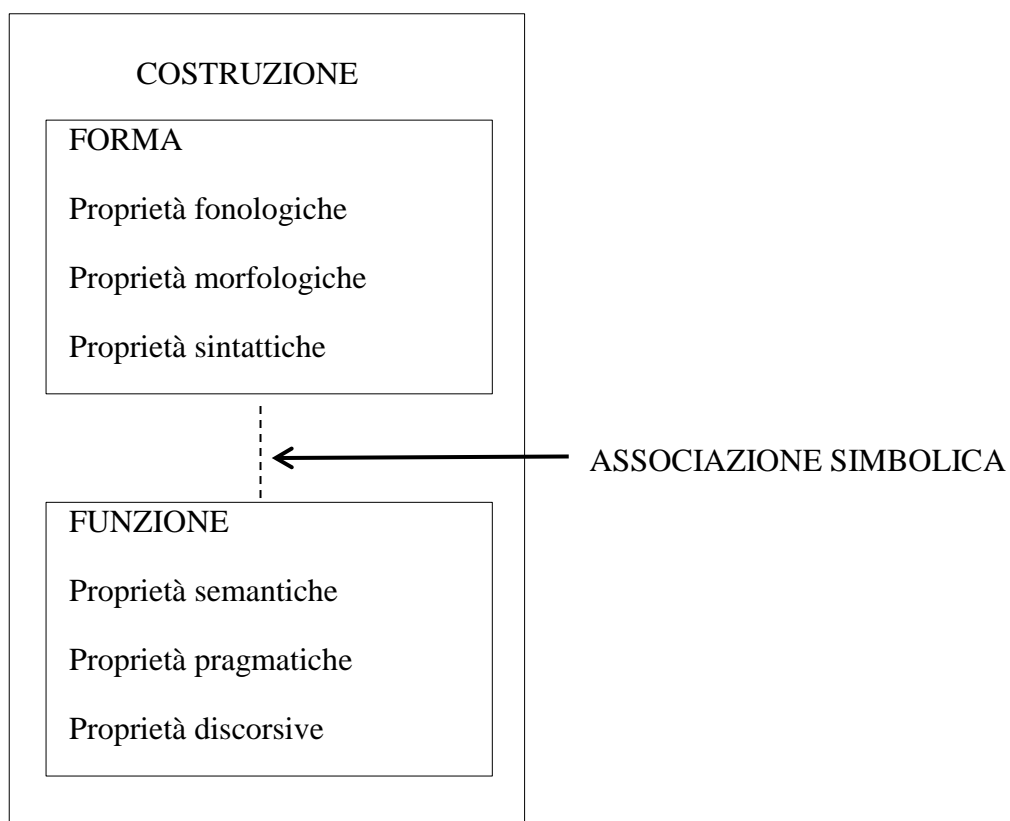 COSTRUZIONE
FORMA
Proprietà fonologiche
Proprietà morfologiche
Proprietà sintattiche
ASSOCIAZIONE SIMBOLICA
FUNZIONE
Proprietà semantiche
Proprietà pragmatiche
Proprietà discorsive